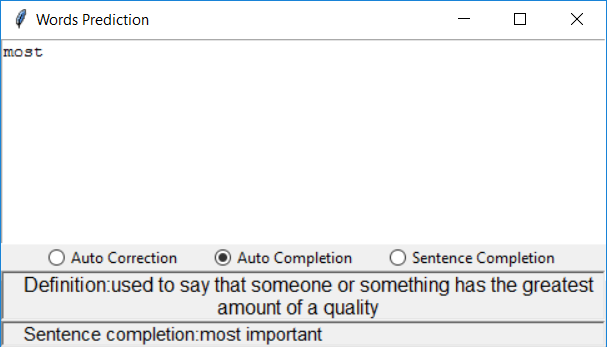 Words Prediction
most
Auto Correction Auto Completion Sentence Completion
Definition:used to say that someone or something has the greatest
amount of a quality
Sentence completion:most important